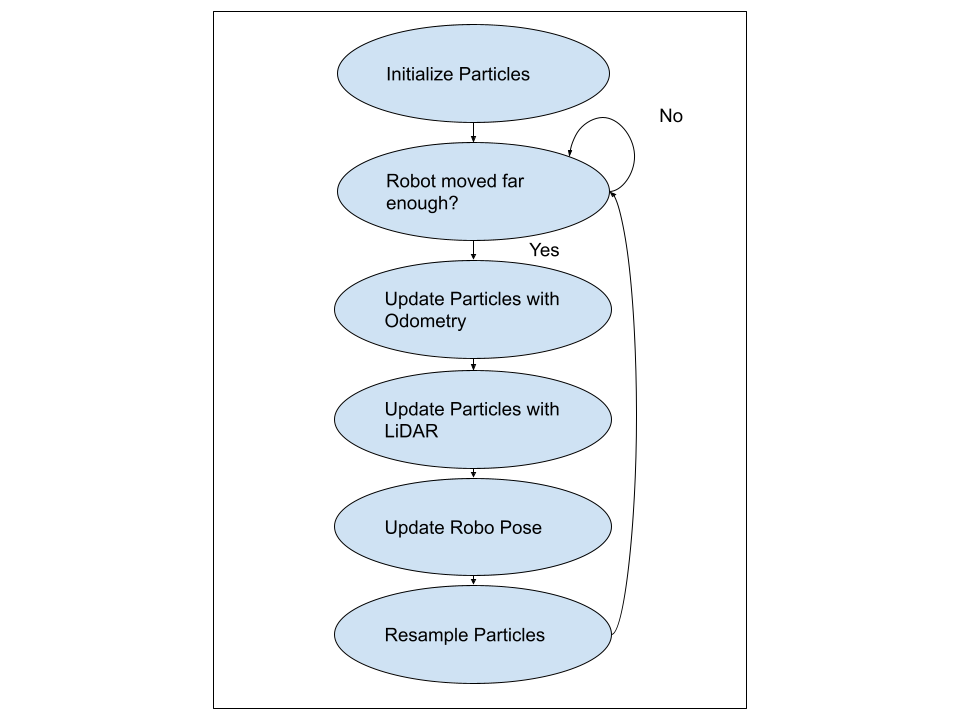 Initialize Particles
No
Robot moved far
enough?
Yes
Update Particles with
Odometry
Update Particles with
LiDAR
Update Robo Pose
Resample Particles